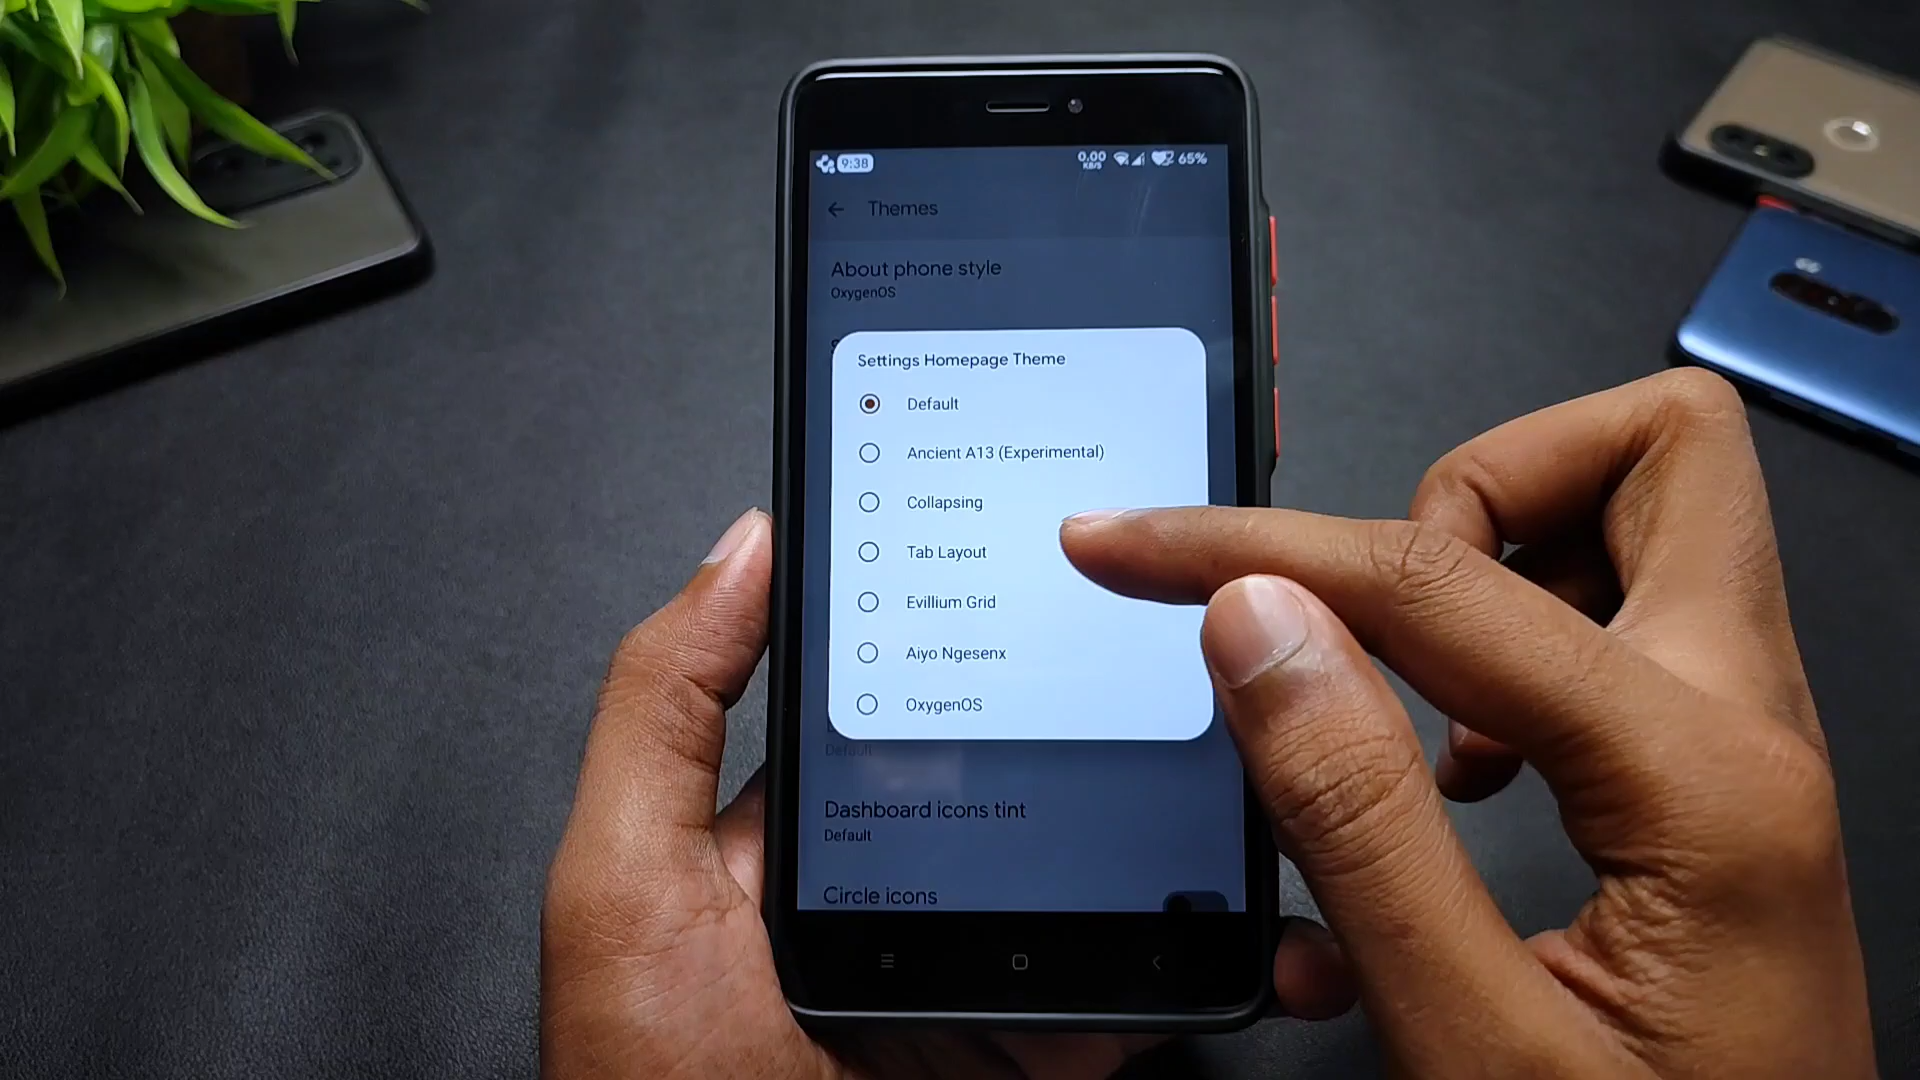 9:38
0.00
KB/S
65%
Themes
About phone style
OxygenOS
Settings Homepage Theme
Default
Ancient A13 (Experimental)
Collapsing
Tab Layout
Evillium Grid
Aiyo Ngesenx
OxygenOS
Default
Dashboard icons tint
Default
Circle icons